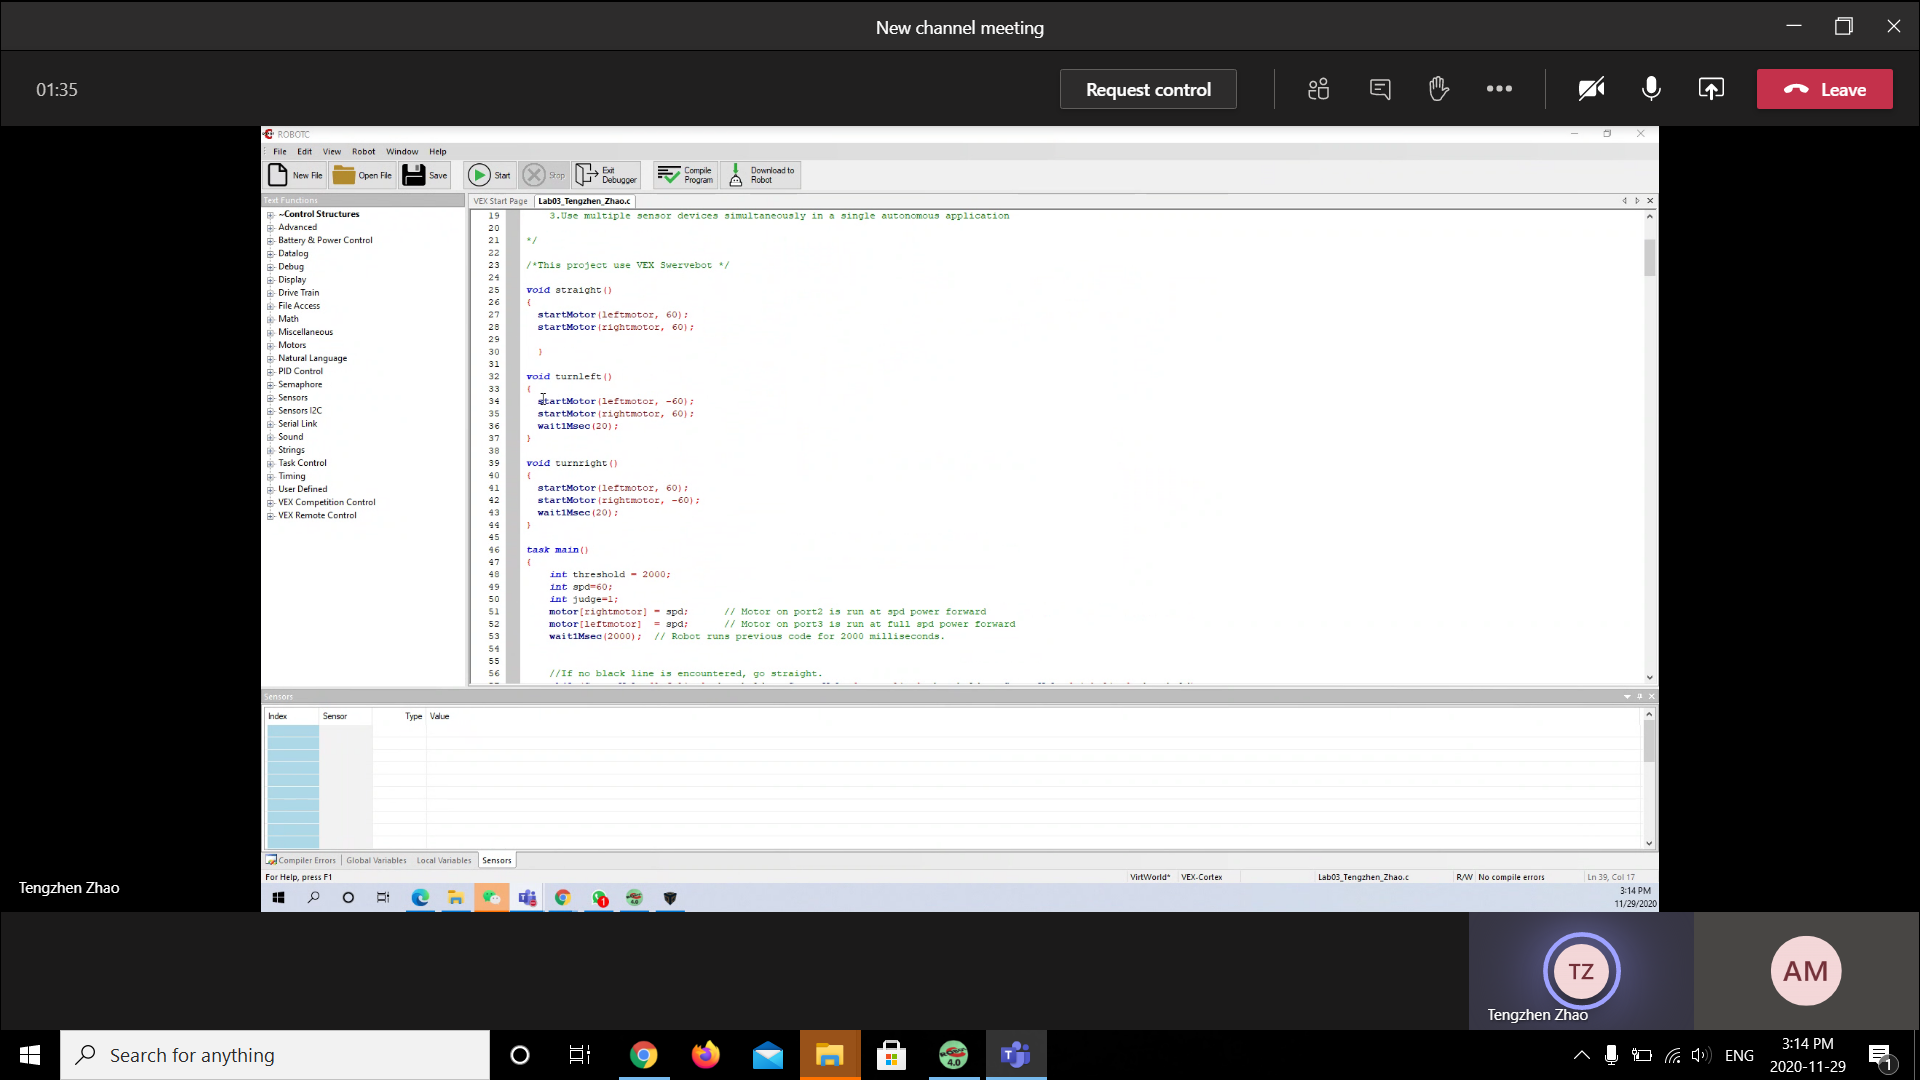 New channel meeting
01:35
Request control
Leave
ROBOTC
File Edit View Robot Window Help
New File Open File Save Start Stop Exit Debugger Compile Program Download to Robot
Text Functions
VEX Start Page Lab03_Tengzhen_Zhao.c
~Control Structures
Advanced
Battery & Power Control
Datalog
Debug
Display
Drive Train
File Access
Math
Miscellaneous
Motors
Natural Language
PID Control
Semaphore
Sensors
Sensors I2C
Serial Link
Sound
Strings
Task Control
Timing
User Defined
VEX Competition Control
VEX Remote Control
19 3.Use multiple sensor devices simultaneously in a single autonomous application
20
21 */
22
23 /*This project use VEX Swervebot */
24
25 void straight()
26 {
27 startMotor(leftmotor, 60);
28 startMotor(rightmotor, 60);
29
30 }
31
32 void turnleft()
33 {
34 startMotor(leftmotor, -60);
35 startMotor(rightmotor, 60);
36 wait1Msec(20);
37 }
38
39 void turnright()
40 {
41 startMotor(leftmotor, 60);
42 startMotor(rightmotor, -60);
43 wait1Msec(20);
44 }
45
46 task main()
47 {
48 int threshold = 2000;
49 int spd=60;
50 int judge=1;
51 motor[rightmotor] = spd; // Motor on port2 is run at spd power forward
52 motor[leftmotor] = spd; // Motor on port3 is run at full spd power forward
53 wait1Msec(2000); // Robot runs previous code for 2000 milliseconds.
54
55
56 //If no black line is encountered, go straight.
Sensors
Index Sensor Type Value
Compiler Errors Global Variables Local Variables Sensors
For Help, press F1 VirtWorld* VEX-Cortex Lab03_Tengzhen_Zhao.c R/W No compile errors Ln 39, Col 17
3:14 PM
11/29/2020
Tengzhen Zhao
TZ
Tengzhen Zhao
AM
Search for anything
4.0
ENG
3:14 PM
2020-11-29
1